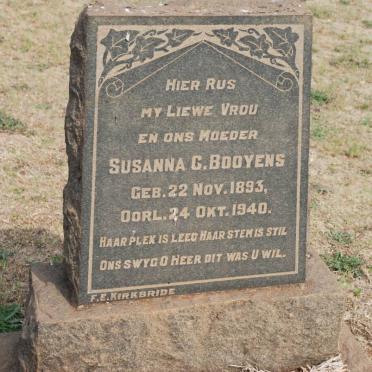 HIER RUS
MY LIEWE VROU
EN ONS MOEDER
SUSANNA C. BOOYENS
GEB. 22 NOV. 1893,
OORL. 24 OKT. 1940.
HAAR PLEK IS LEEG HAAR STEM IS STIL
ONS SWYG O HEER DIT WAS U WIL.
F.E. KIRKBRIDE